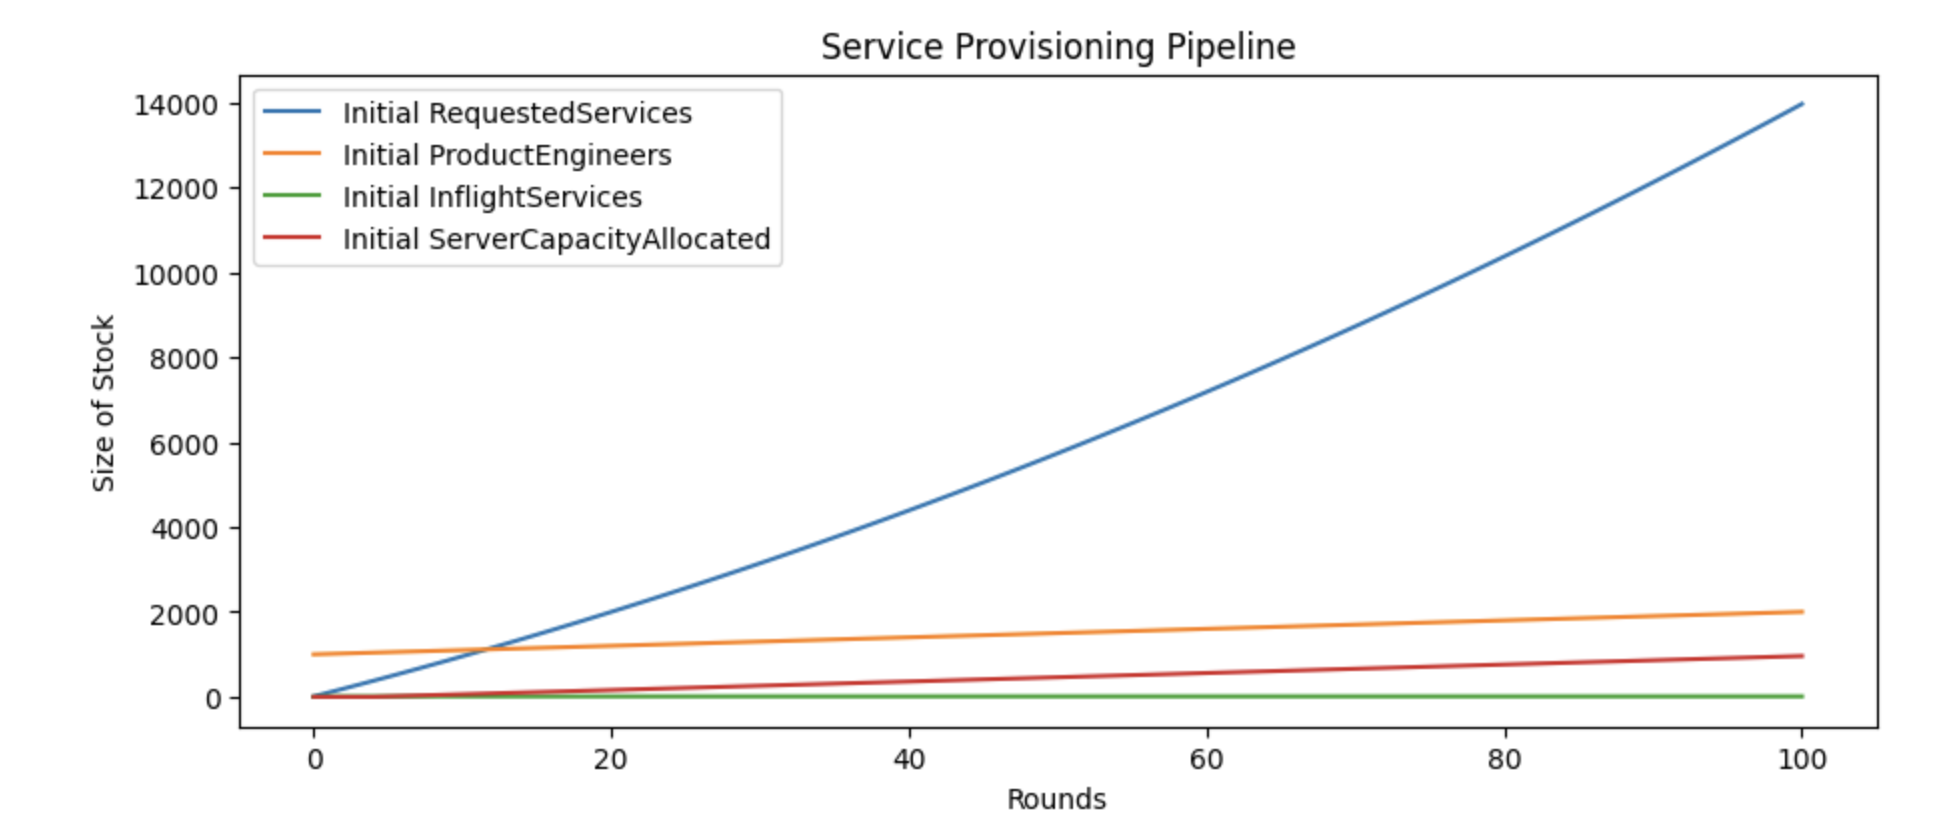 Service Provisioning Pipeline
Initial RequestedServices
Initial ProductEngineers
Initial InflightServices
Initial ServerCapacityAllocated
14000
12000
10000
8000
6000
4000
2000
0
Size of Stock
0 20 40 60 80 100
Rounds